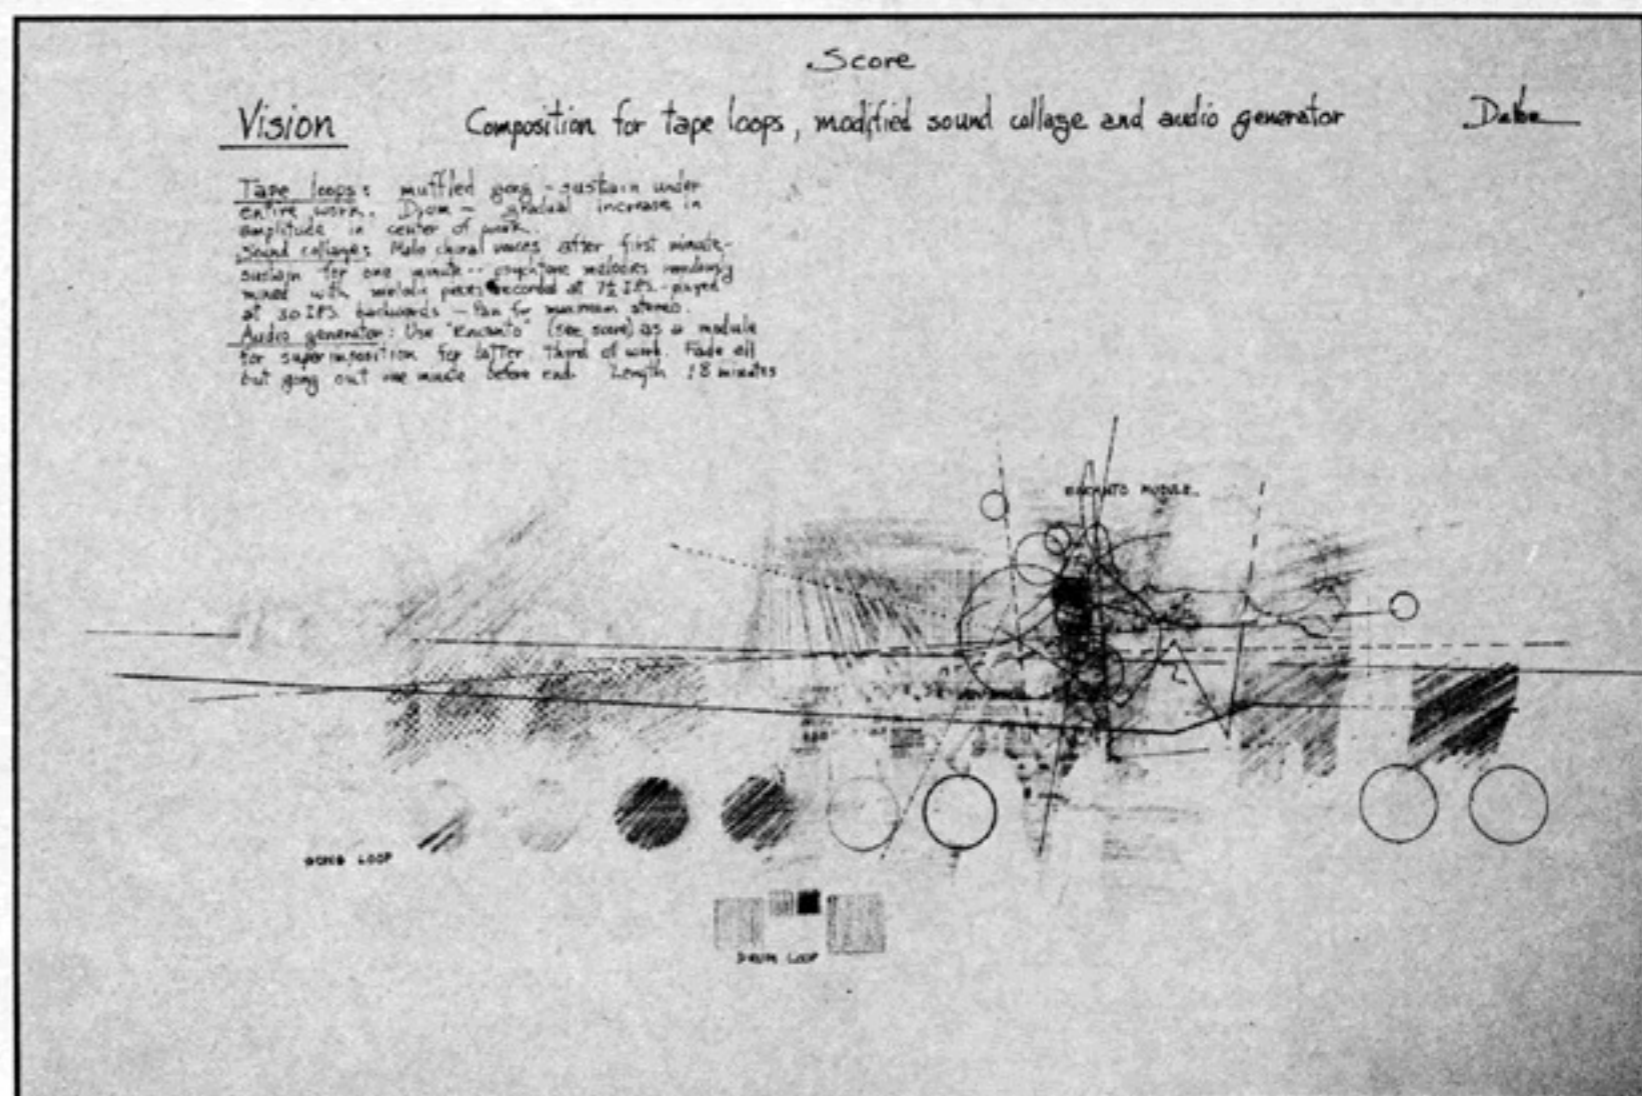 Score
Vision Composition for tape loops, modified sound collage and audio generator Dalbe
Tape loops: muffled gong - sustain under
entire work. Drum - gradual increase in
amplitude in center of work.
Sound collage: Male choral voices after first minute -
sustain for one minute -- psychtone melodies randomly
mixed with melodic pieces recorded at 7½ IPS. - played
at 30 IPS. backwards - Pan for maximum stereo.
Audio generator: Use "Encanto" (see score) as a module
for superimposition for latter third of work. Fade all
but gong out one minute before end. Length : 8 minutes
ENCANTO MODULE
GONG LOOP
DRUM LOOP